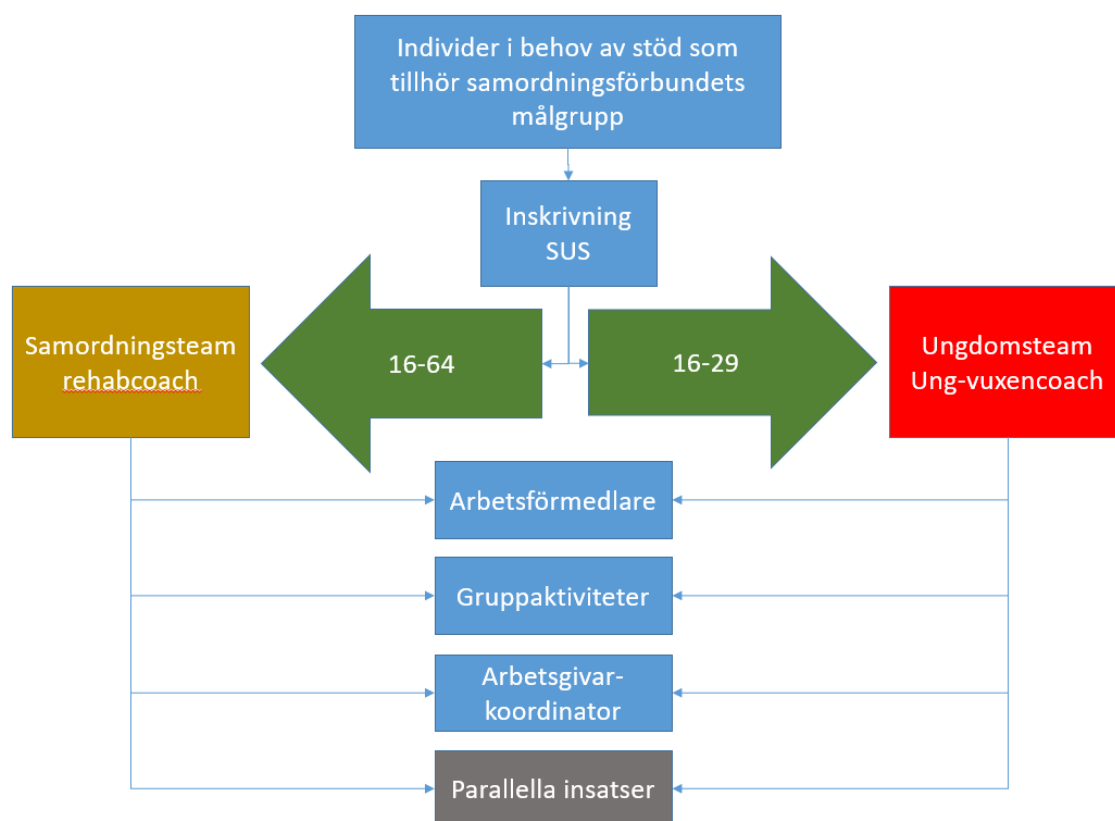 Individer i behov av stöd som
tillhör samordningsförbundets
målgrupp
Inskrivning
SUS
Samordningsteam
rehabcoach
16-64
16-29
Ungdomsteam
Ung-vuxencoach
Arbetsförmedlare
Gruppaktiviteter
Arbetsgivar-
koordinator
Parallella insatser